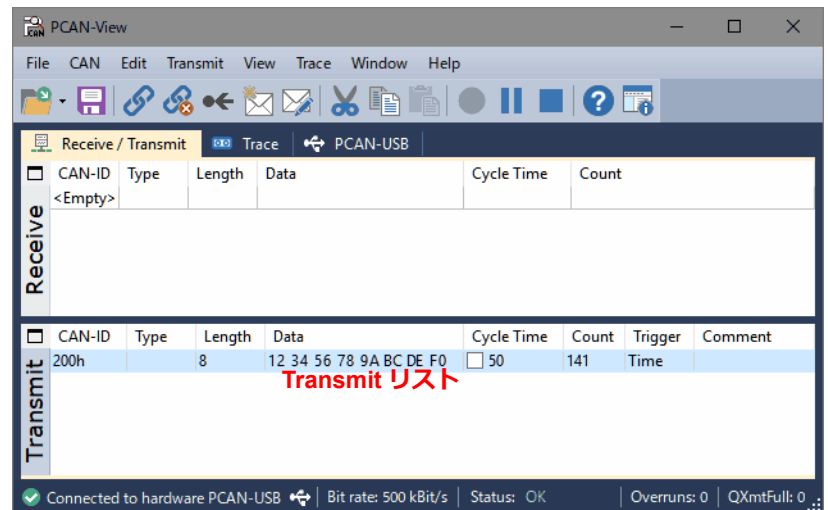 PCAN-View
File CAN Edit Transmit View Trace Window Help
Receive / Transmit Trace PCAN-USB
CAN-ID Type Length Data Cycle Time Count
<Empty>
Receive
CAN-ID Type Length Data Cycle Time Count Trigger Comment
200h 8 12 34 56 78 9A BC DE F0 50 141 Time
Transmit リスト
Transmit
Connected to hardware PCAN-USB Bit rate: 500 kBit/s Status: OK Overruns: 0 QXmtFull: 0